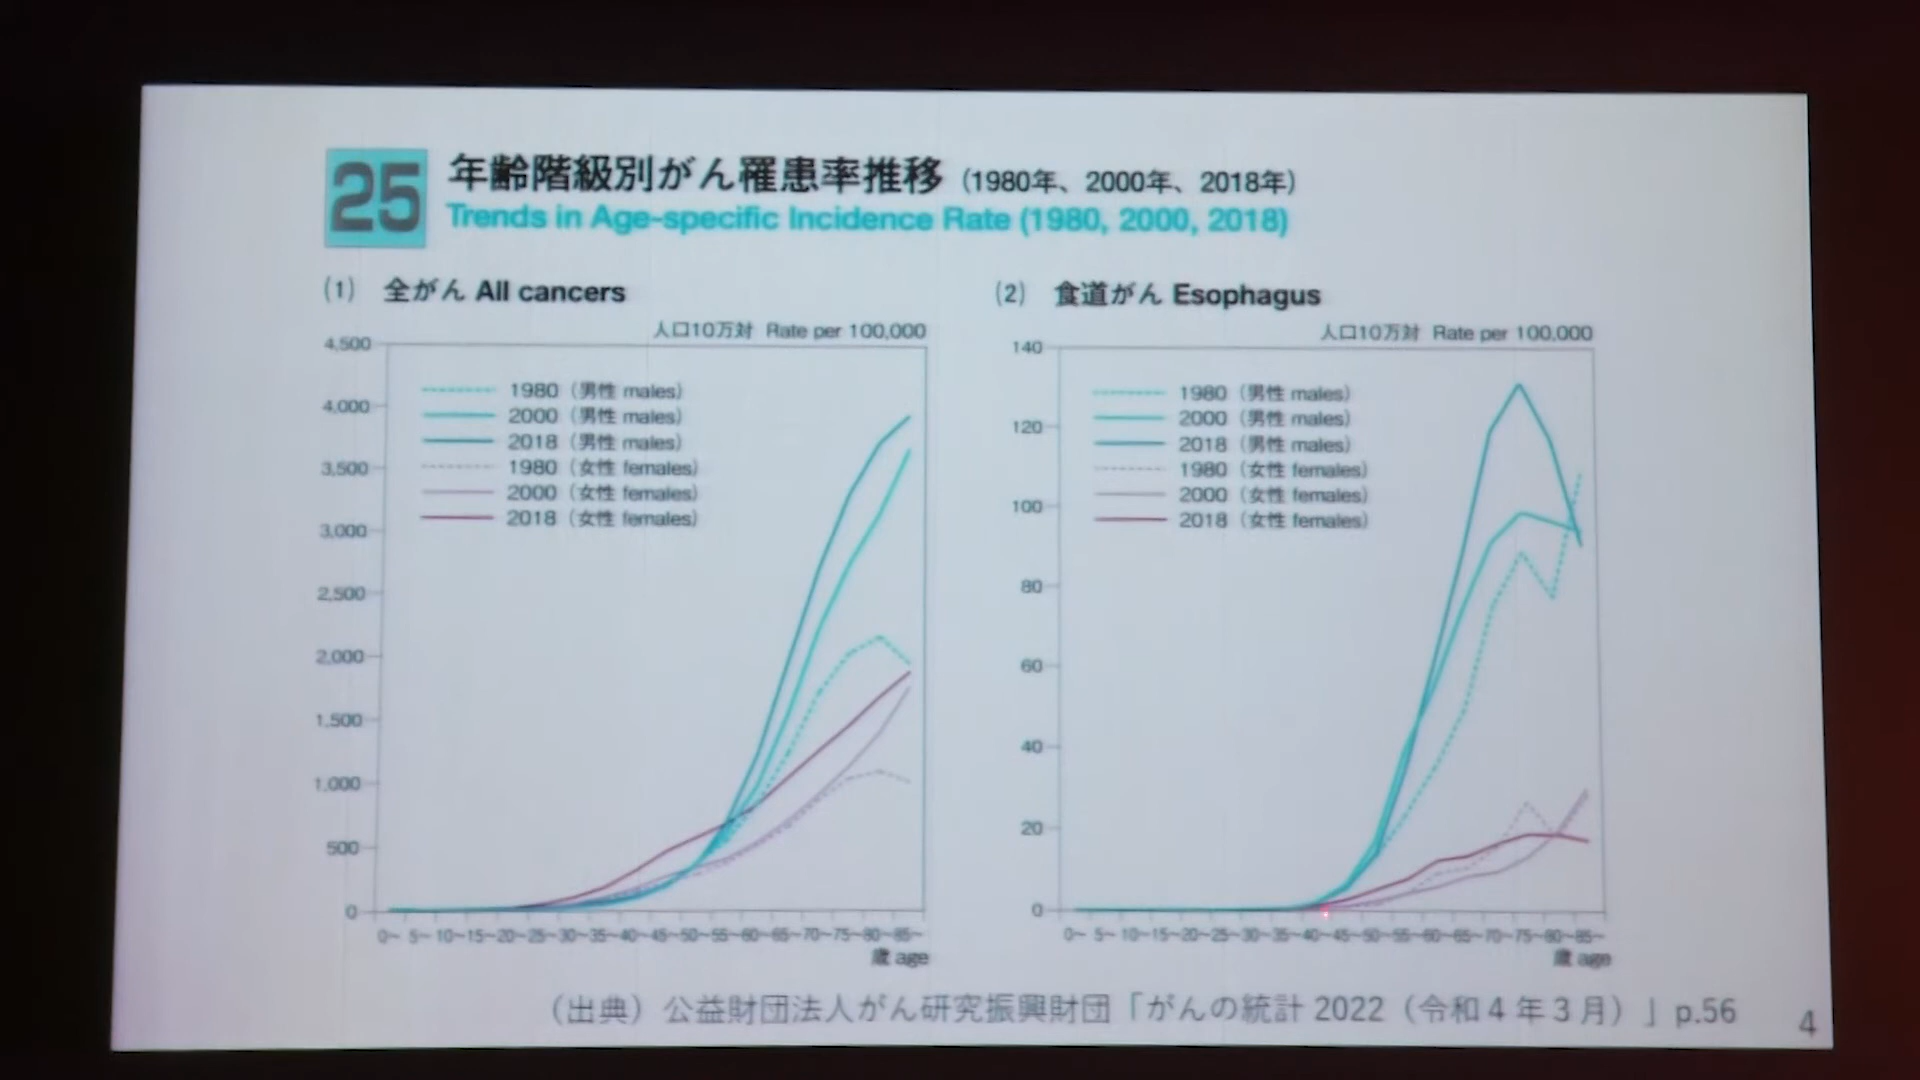 25
年齢階級別がん罹患率推移 (1980年、2000年、2018年)
Trends in Age-specific Incidence Rate (1980, 2000, 2018)
(1) 全がん All cancers
人口10万対 Rate per 100,000
4,500
4,000
3,500
3,000
2,500
2,000
1,500
1,000
500
0
1980（男性 males）
2000（男性 males）
2018（男性 males）
1980（女性 females）
2000（女性 females）
2018（女性 females）
0~ 5~ 10~15~20~25~30~35~40~45~50~55~60~65~70~75~80~85~
歳 age
(2) 食道がん Esophagus
人口10万対 Rate per 100,000
140
120
100
80
60
40
20
0
1980（男性 males）
2000（男性 males）
2018（男性 males）
1980（女性 females）
2000（女性 females）
2018（女性 females）
0~ 5~ 10~15~20~25~30~35~40~45~50~55~60~65~70~75~80~85~
歳 age
（出典）公益財団法人がん研究振興財団「がんの統計 2022（令和４年３月）」p.56
4